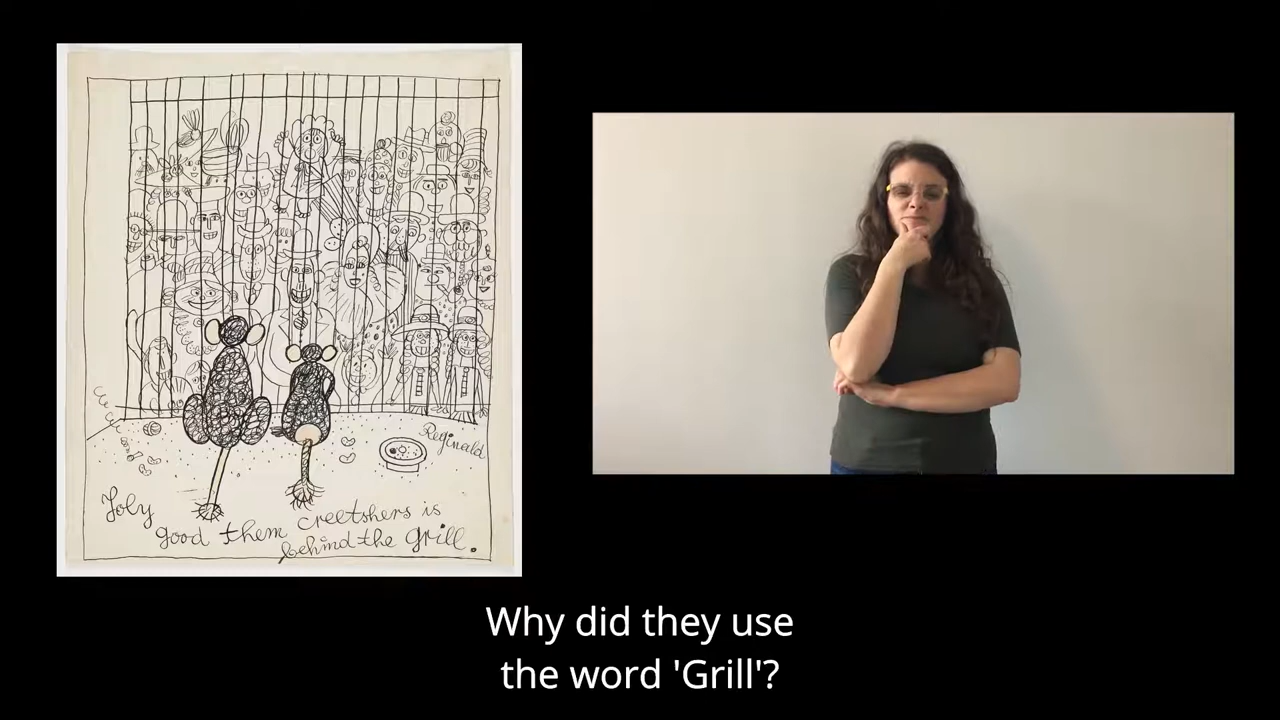 Reginald
Joly
good them creetshers is
behind the grill.
Why did they use
the word 'Grill'?